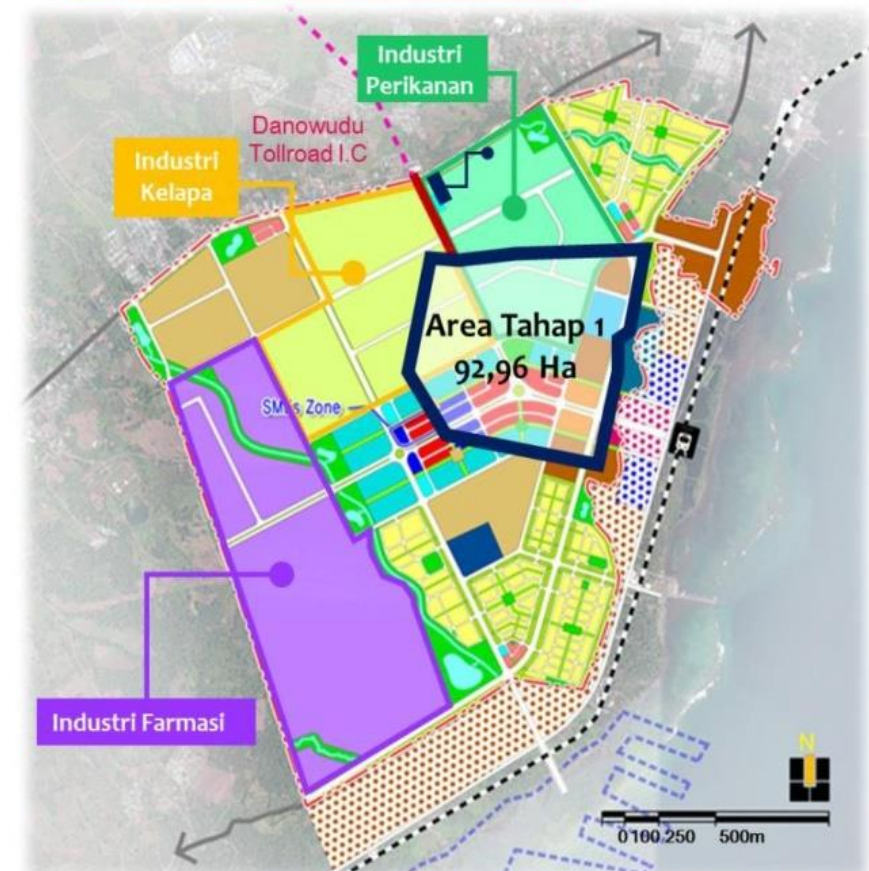 Industri
Perikanan
Danowudu
Tollroad I.C
Industri
Kelapa
Area Tahap 1
92,96 Ha
SMEs Zone
Industri Farmasi
N
0 100 250 500m